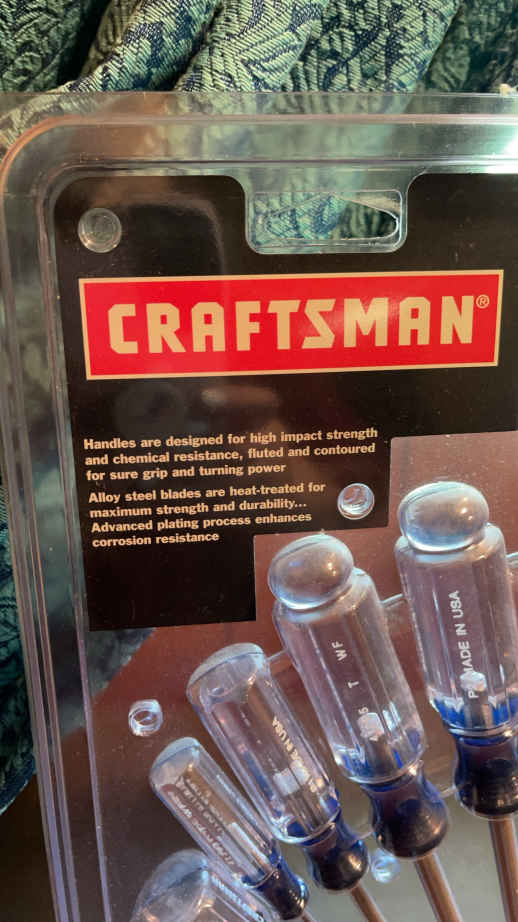 CRAFTSMAN®
Handles are designed for high impact strength
and chemical resistance, fluted and contoured
for sure grip and turning power
Alloy steel blades are heat-treated for
maximum strength and durability...
Advanced plating process enhances
corrosion resistance
WF
T
MADE IN USA
IN USA